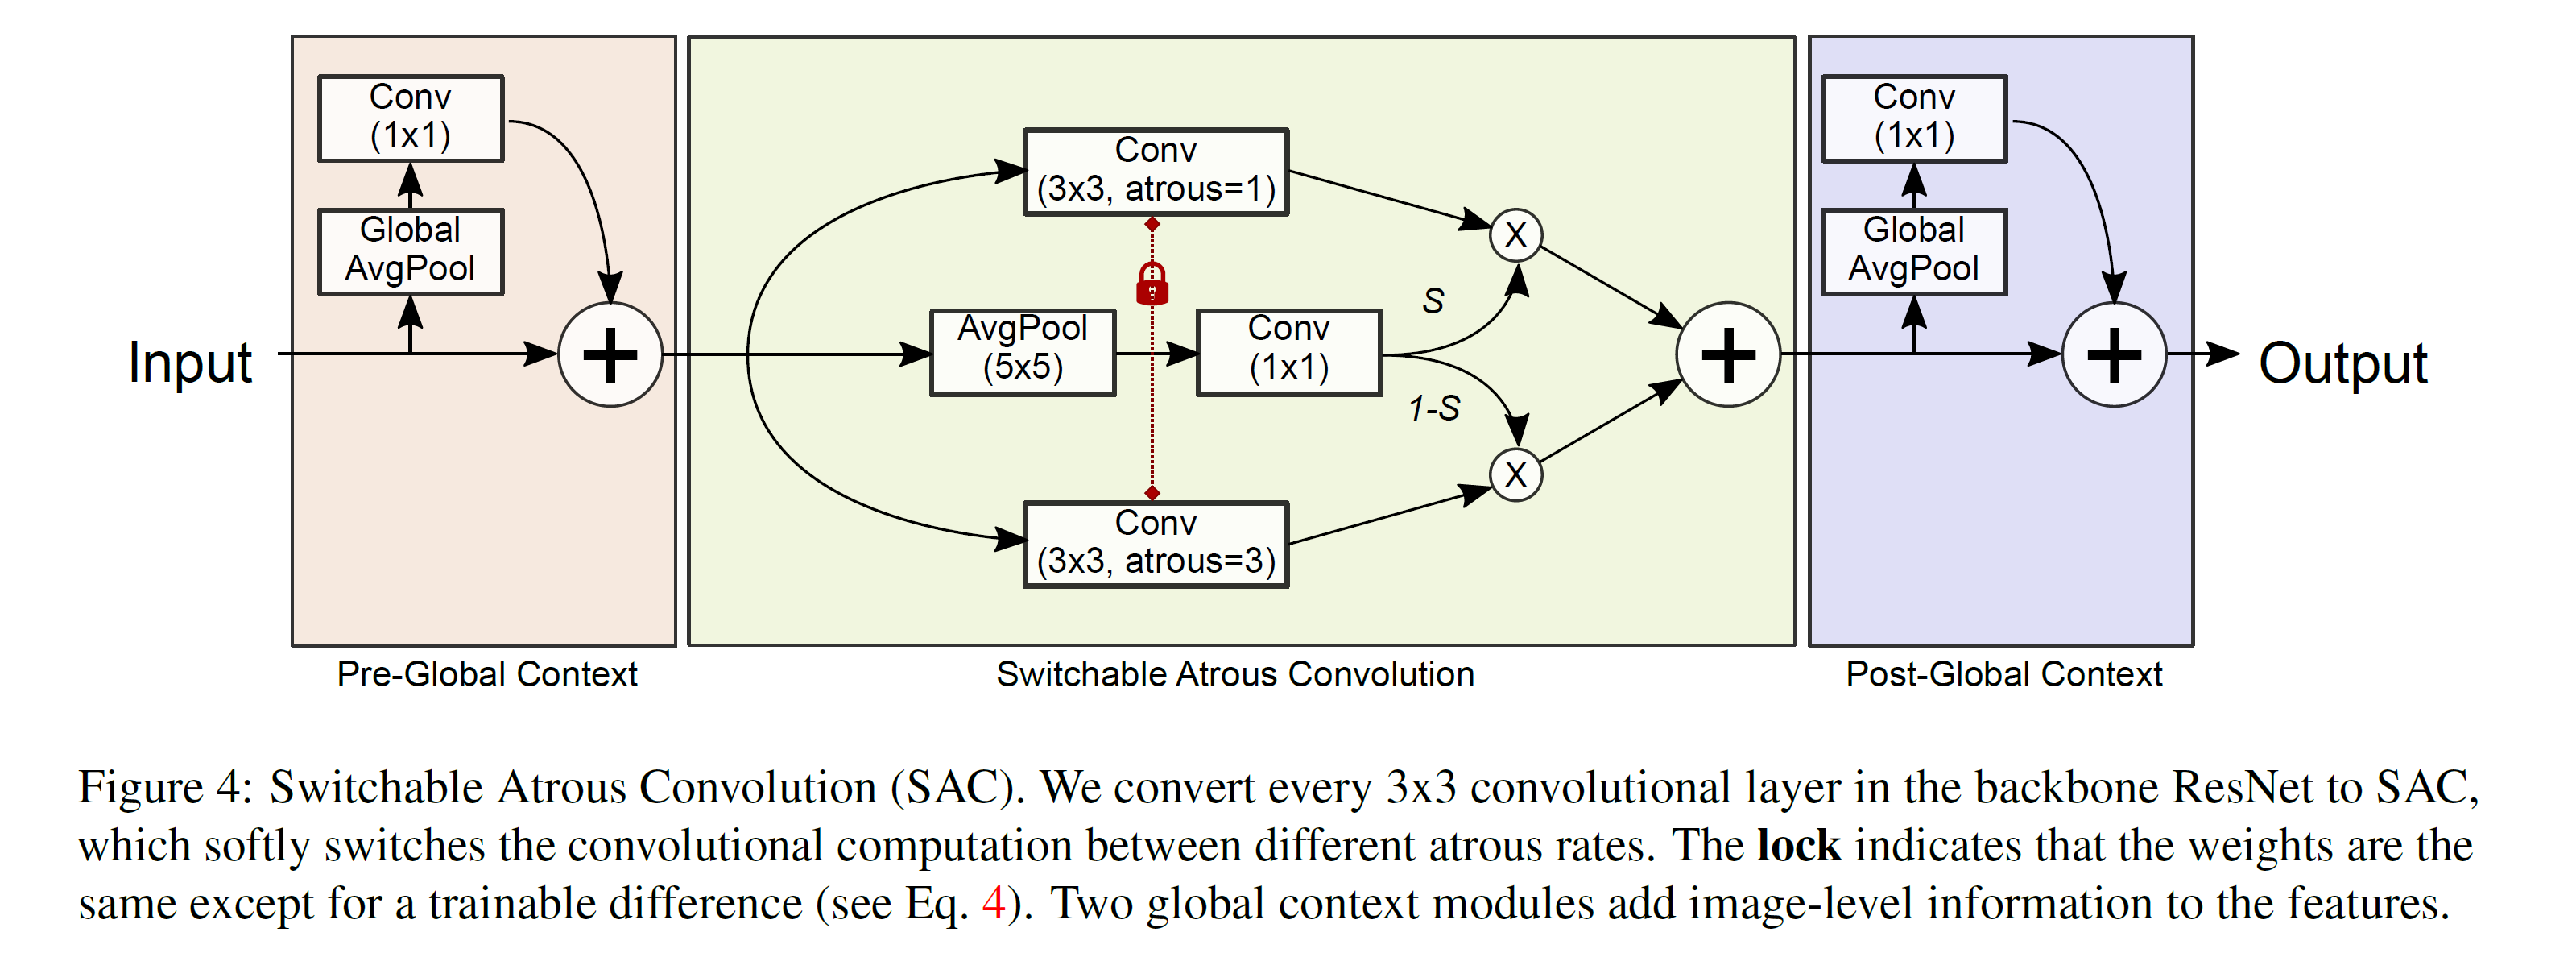 Input
Conv
(1x1)
Global
AvgPool
+
Pre-Global Context
Conv
(3x3, atrous=1)
AvgPool
(5x5)
Conv
(1x1)
Conv
(3x3, atrous=3)
S
1-S
X
X
+
Switchable Atrous Convolution
Conv
(1x1)
Global
AvgPool
+
Post-Global Context
Output
Figure 4: Switchable Atrous Convolution (SAC). We convert every 3x3 convolutional layer in the backbone ResNet to SAC,
which softly switches the convolutional computation between different atrous rates. The lock indicates that the weights are the
same except for a trainable difference (see Eq. 4). Two global context modules add image-level information to the features.